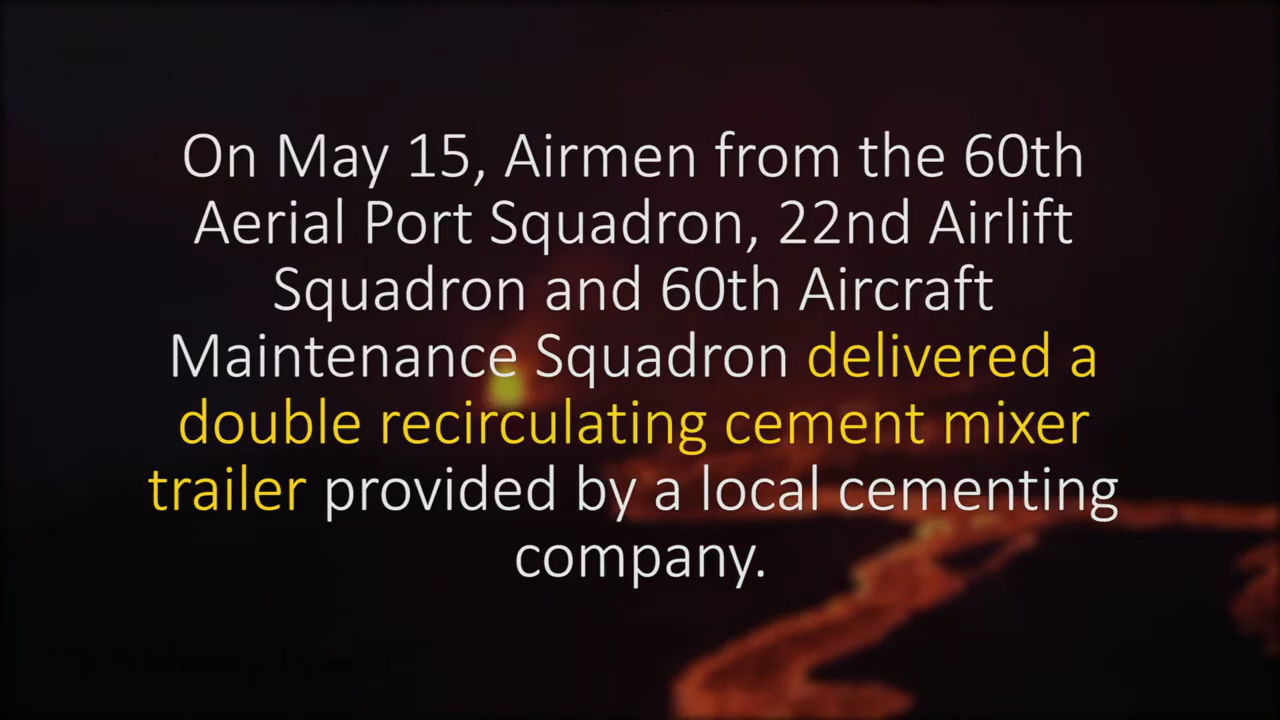 On May 15, Airmen from the 60th
Aerial Port Squadron, 22nd Airlift
Squadron and 60th Aircraft
Maintenance Squadron delivered a
double recirculating cement mixer
trailer provided by a local cementing
company.